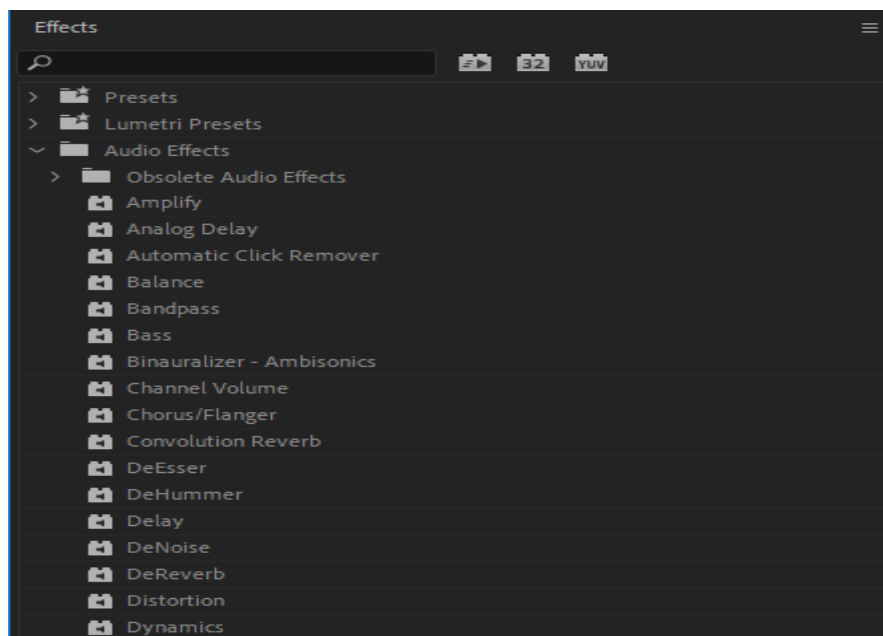 Effects
32 YUV
Presets
Lumetri Presets
Audio Effects
Obsolete Audio Effects
Amplify
Analog Delay
Automatic Click Remover
Balance
Bandpass
Bass
Binauralizer - Ambisonics
Channel Volume
Chorus/Flanger
Convolution Reverb
DeEsser
DeHummer
Delay
DeNoise
DeReverb
Distortion
Dynamics